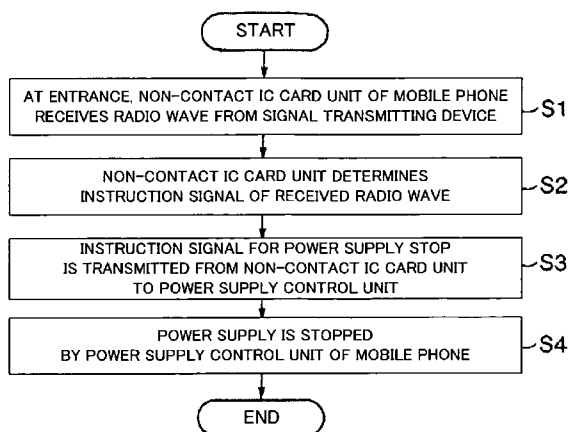 START
AT ENTRANCE, NON-CONTACT IC CARD UNIT OF MOBILE PHONE
RECEIVES RADIO WAVE FROM SIGNAL TRANSMITTING DEVICE
S1
NON-CONTACT IC CARD UNIT DETERMINES
INSTRUCTION SIGNAL OF RECEIVED RADIO WAVE
S2
INSTRUCTION SIGNAL FOR POWER SUPPLY STOP
IS TRANSMITTED FROM NON-CONTACT IC CARD UNIT
TO POWER SUPPLY CONTROL UNIT
S3
POWER SUPPLY IS STOPPED
BY POWER SUPPLY CONTROL UNIT OF MOBILE PHONE
S4
END